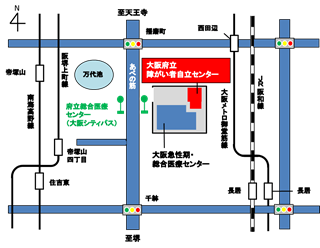 N
至天王寺
播磨町
西田辺
阪堺上町線
万代池
あべの筋
大阪府立
障がい者自立センター
JR阪和線
帝塚山
南海高野線
府立総合医療
センター
(大阪シティバス)
大阪メトロ御堂筋線
帝塚山
四丁目
大阪急性期・
総合医療センター
住吉東
千躰
長居
長居
至堺